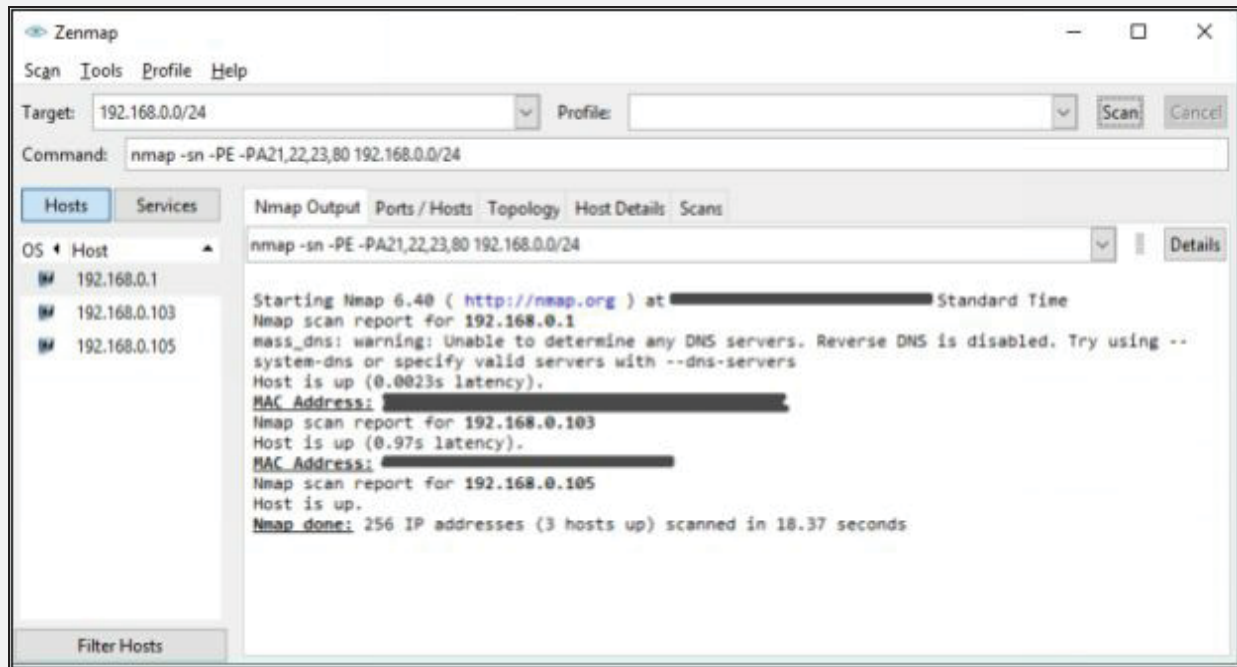 Zenmap
Scan Tools Profile Help
Target: 192.168.0.0/24 Profile: Scan Cancel
Command: nmap -sn -PE -PA21,22,23,80 192.168.0.0/24
Hosts Services
Nmap Output Ports / Hosts Topology Host Details Scans
OS Host
nmap -sn -PE -PA21,22,23,80 192.168.0.0/24 Details
192.168.0.1
192.168.0.103
192.168.0.105
Starting Nmap 6.40 ( http://nmap.org ) at Standard Time
Nmap scan report for 192.168.0.1
mass_dns: warning: Unable to determine any DNS servers. Reverse DNS is disabled. Try using --
system-dns or specify valid servers with --dns-servers
Host is up (0.0023s latency).
MAC Address:
Nmap scan report for 192.168.0.103
Host is up (0.97s latency).
MAC Address:
Nmap scan report for 192.168.0.105
Host is up.
Nmap done: 256 IP addresses (3 hosts up) scanned in 18.37 seconds
Filter Hosts